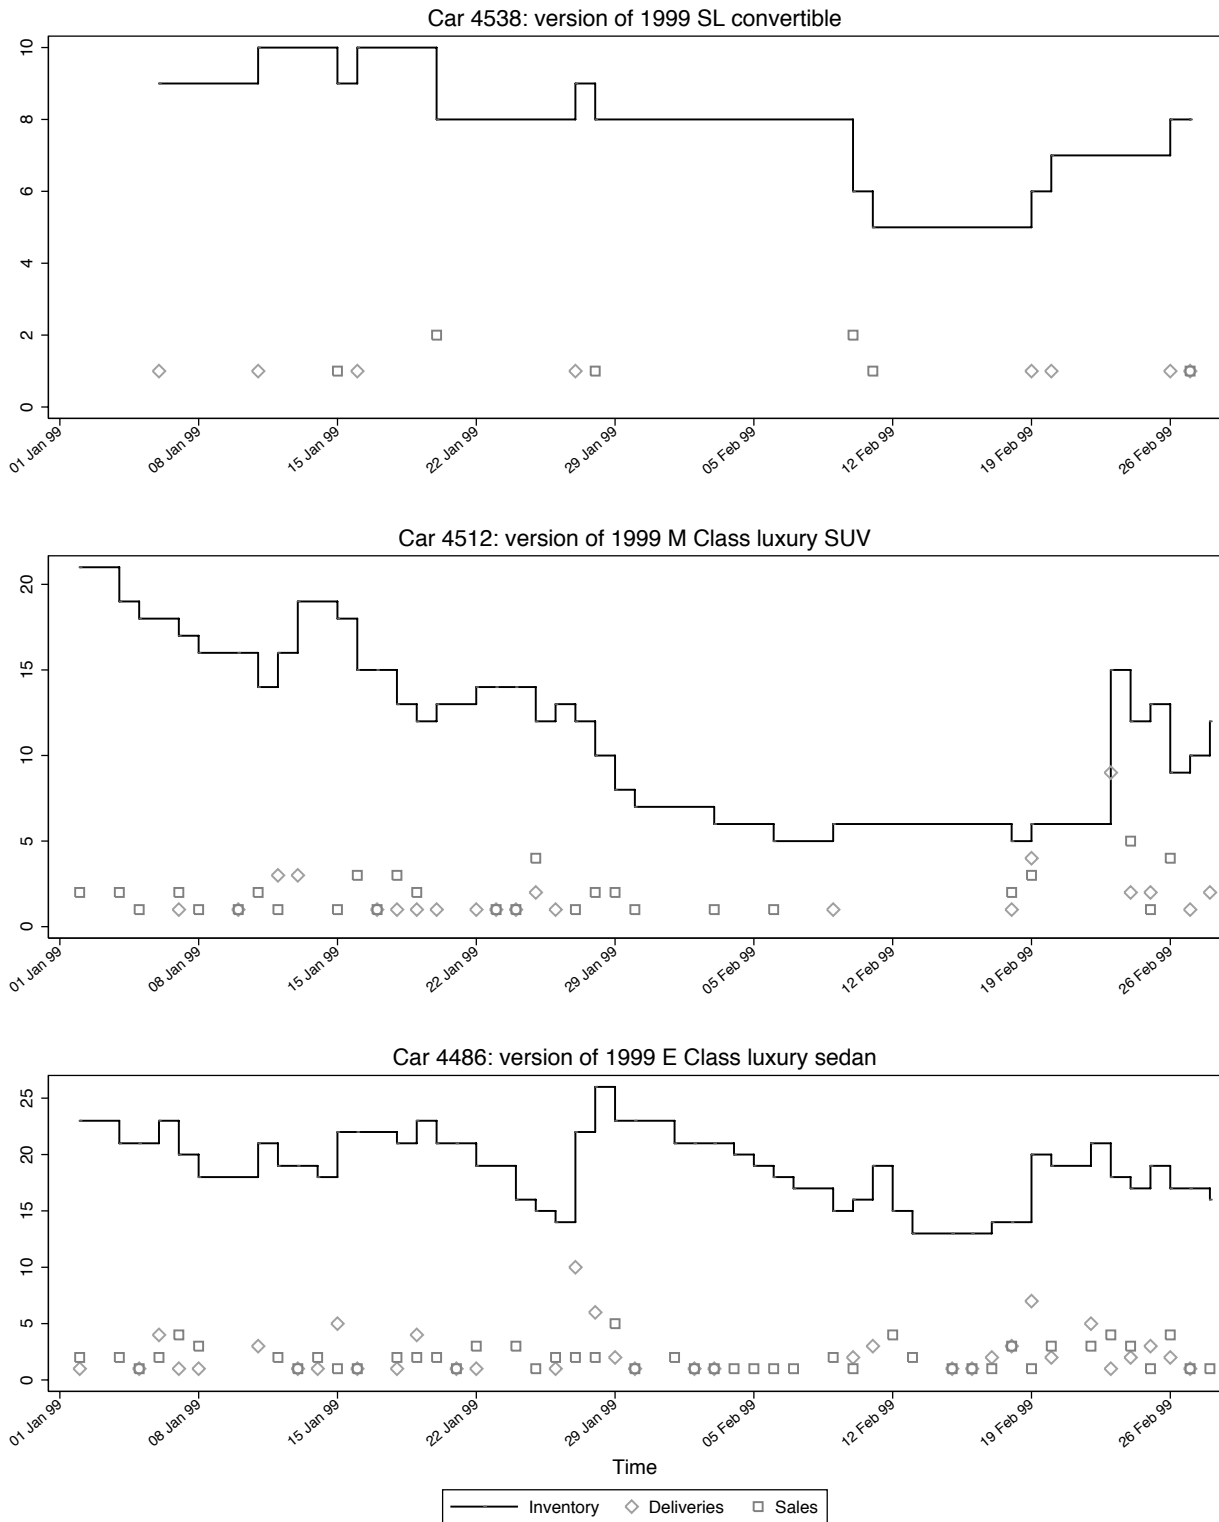 Car 4538: version of 1999 SL convertible
10
8
6
4
2
0
01 Jan 99 08 Jan 99 15 Jan 99 22 Jan 99 29 Jan 99 05 Feb 99 12 Feb 99 19 Feb 99 26 Feb 99
Car 4512: version of 1999 M Class luxury SUV
20
15
10
5
0
01 Jan 99 08 Jan 99 15 Jan 99 22 Jan 99 29 Jan 99 05 Feb 99 12 Feb 99 19 Feb 99 26 Feb 99
Car 4486: version of 1999 E Class luxury sedan
25
20
15
10
5
0
01 Jan 99 08 Jan 99 15 Jan 99 22 Jan 99 29 Jan 99 05 Feb 99 12 Feb 99 19 Feb 99 26 Feb 99
Time
Inventory Deliveries Sales